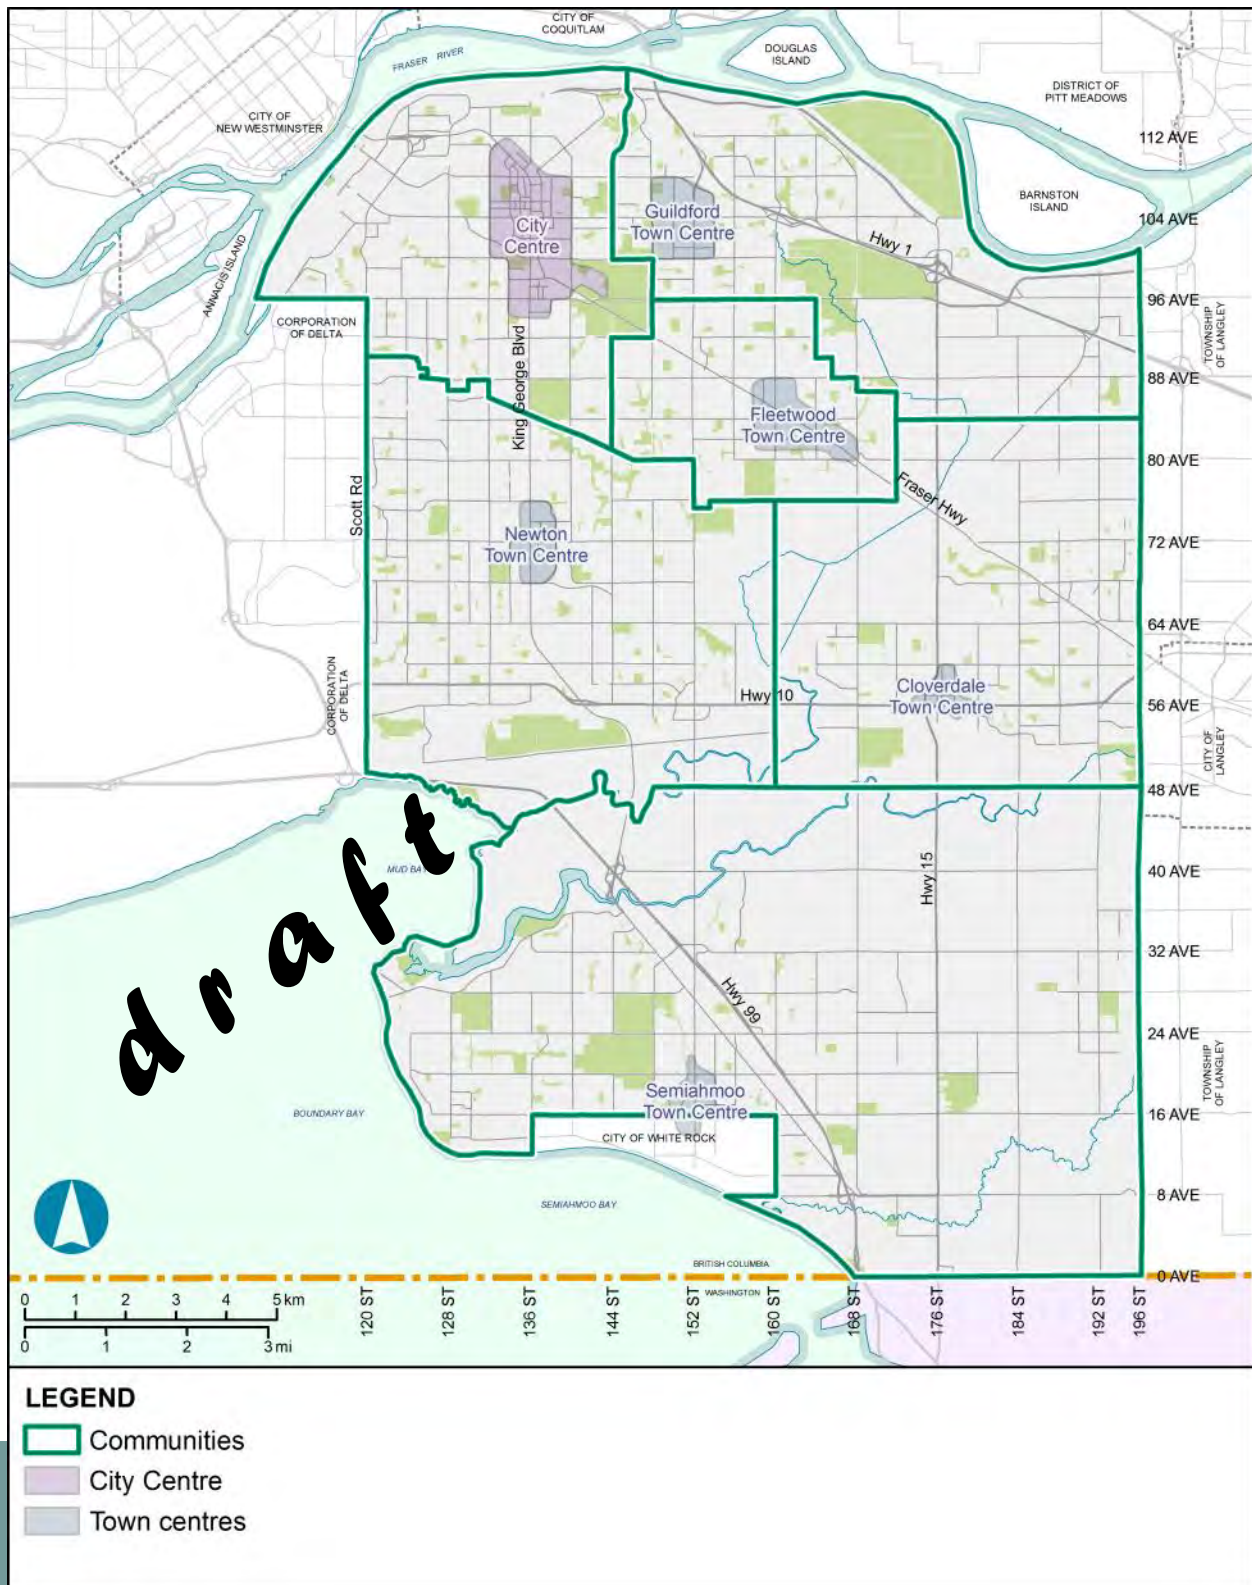 CITY OF
COQUITLAM
FRASER RIVER
DOUGLAS
ISLAND
DISTRICT OF
PITT MEADOWS
CITY OF
NEW WESTMINSTER
112 AVE
BARNSTON
ISLAND
Guildford
Town Centre
City
Centre
104 AVE
Hwy 1
ANNACIS ISLAND
96 AVE
CORPORATION
OF DELTA
TOWNSHIP
OF LANGLEY
King George Blvd
88 AVE
Fleetwood
Town Centre
80 AVE
Scott Rd
Fraser Hwy
Newton
Town Centre
72 AVE
64 AVE
CORPORATION
OF DELTA
Hwy 10
Cloverdale
Town Centre
56 AVE
CITY OF
LANGLEY
48 AVE
draft
MUD BAY
40 AVE
Hwy 15
32 AVE
Hwy 99
24 AVE
TOWNSHIP
OF LANGLEY
Semiahmoo
Town Centre
BOUNDARY BAY
16 AVE
CITY OF WHITE ROCK
SEMIAHMOO BAY
8 AVE
BRITISH COLUMBIA
0 AVE
WASHINGTON
0 1 2 3 4 5 km
0 1 2 3 mi
120 ST
128 ST
136 ST
144 ST
152 ST
160 ST
168 ST
176 ST
184 ST
192 ST
196 ST
LEGEND
Communities
City Centre
Town centres